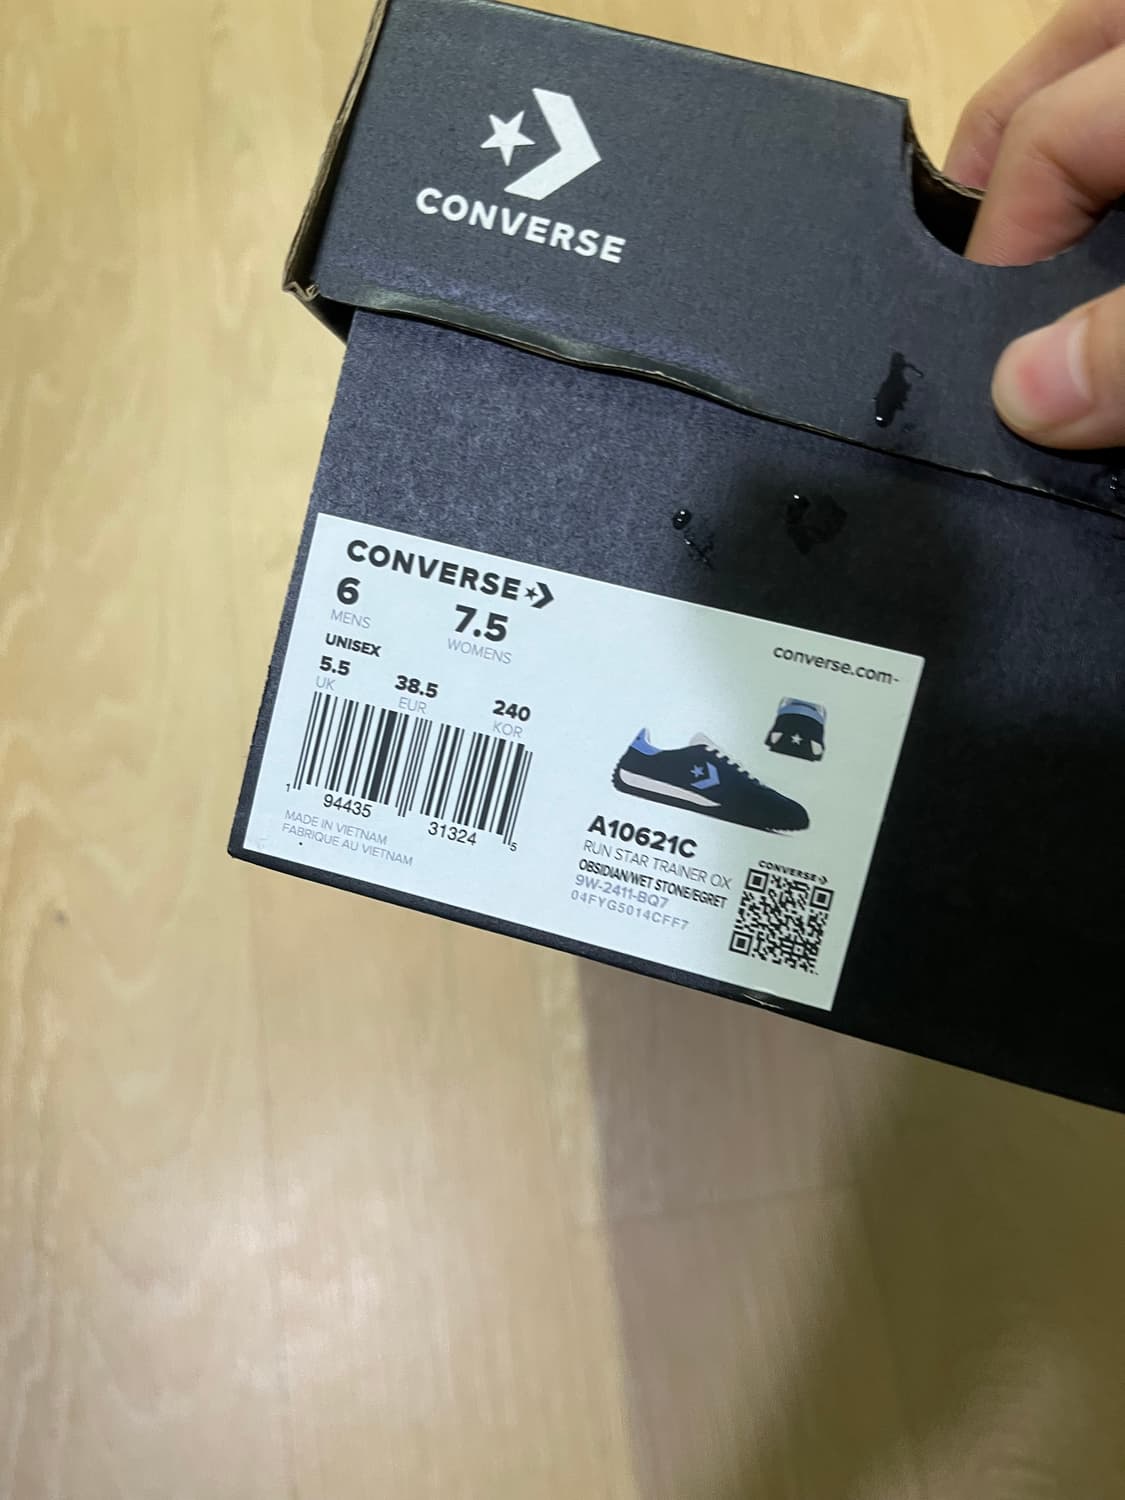 CONVERSE
CONVERSE
6
MENS
7.5
WOMENS
UNISEX
5.5
UK
38.5
EUR
240
KOR
1 94435 31324 5
MADE IN VIETNAM
FABRIQUE AU VIETNAM
converse.com-
A10621C
RUN STAR TRAINER OX
OBSIDIAN/WET STONE/EGRET
9W-2411-BQ7
04FYG5014CFF7
CONVERSE